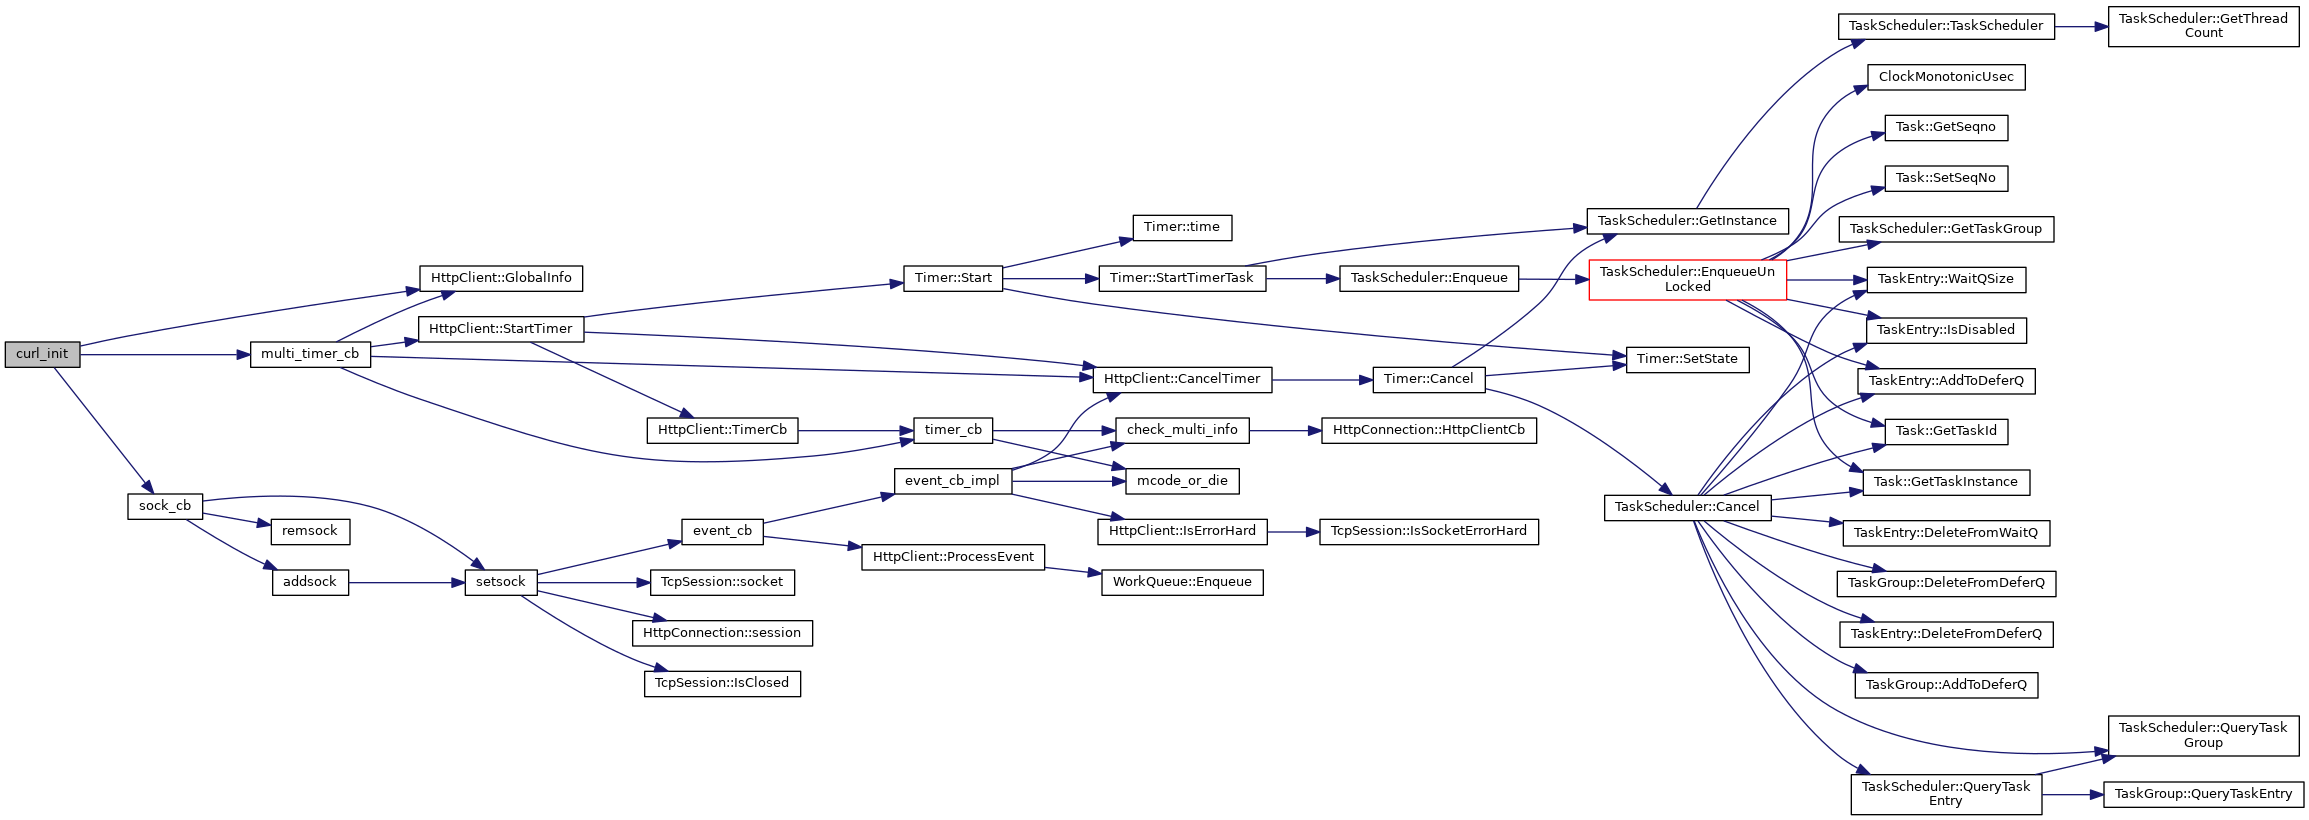 curl_init
HttpClient::GlobalInfo
multi_timer_cb
HttpClient::StartTimer
sock_cb
remsock
addsock
setsock
HttpClient::TimerCb
event_cb
TcpSession::socket
HttpConnection::session
TcpSession::IsClosed
Timer::Start
timer_cb
event_cb_impl
HttpClient::ProcessEvent
Timer::time
Timer::StartTimerTask
HttpClient::CancelTimer
check_multi_info
mcode_or_die
HttpClient::IsErrorHard
WorkQueue::Enqueue
TaskScheduler::Enqueue
Timer::Cancel
HttpConnection::HttpClientCb
TcpSession::IsSocketErrorHard
TaskScheduler::GetInstance
TaskScheduler::EnqueueUn
Locked
Timer::SetState
TaskScheduler::Cancel
TaskScheduler::TaskScheduler
ClockMonotonicUsec
Task::GetSeqno
Task::SetSeqNo
TaskScheduler::GetTaskGroup
TaskEntry::WaitQSize
TaskEntry::IsDisabled
TaskEntry::AddToDeferQ
Task::GetTaskId
Task::GetTaskInstance
TaskEntry::DeleteFromWaitQ
TaskGroup::DeleteFromDeferQ
TaskEntry::DeleteFromDeferQ
TaskGroup::AddToDeferQ
TaskScheduler::QueryTask
Entry
TaskScheduler::GetThread
Count
TaskScheduler::QueryTask
Group
TaskGroup::QueryTaskEntry